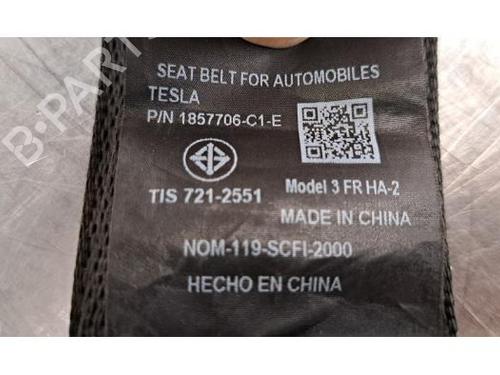 SEAT BELT FOR AUTOMOBILES
TESLA
P/N 1857706-C1-E
TIS 721-2551
Model 3 FR HA-2
MADE IN CHINA
NOM-119-SCFI-2000
HECHO EN CHINA
B-PARTS